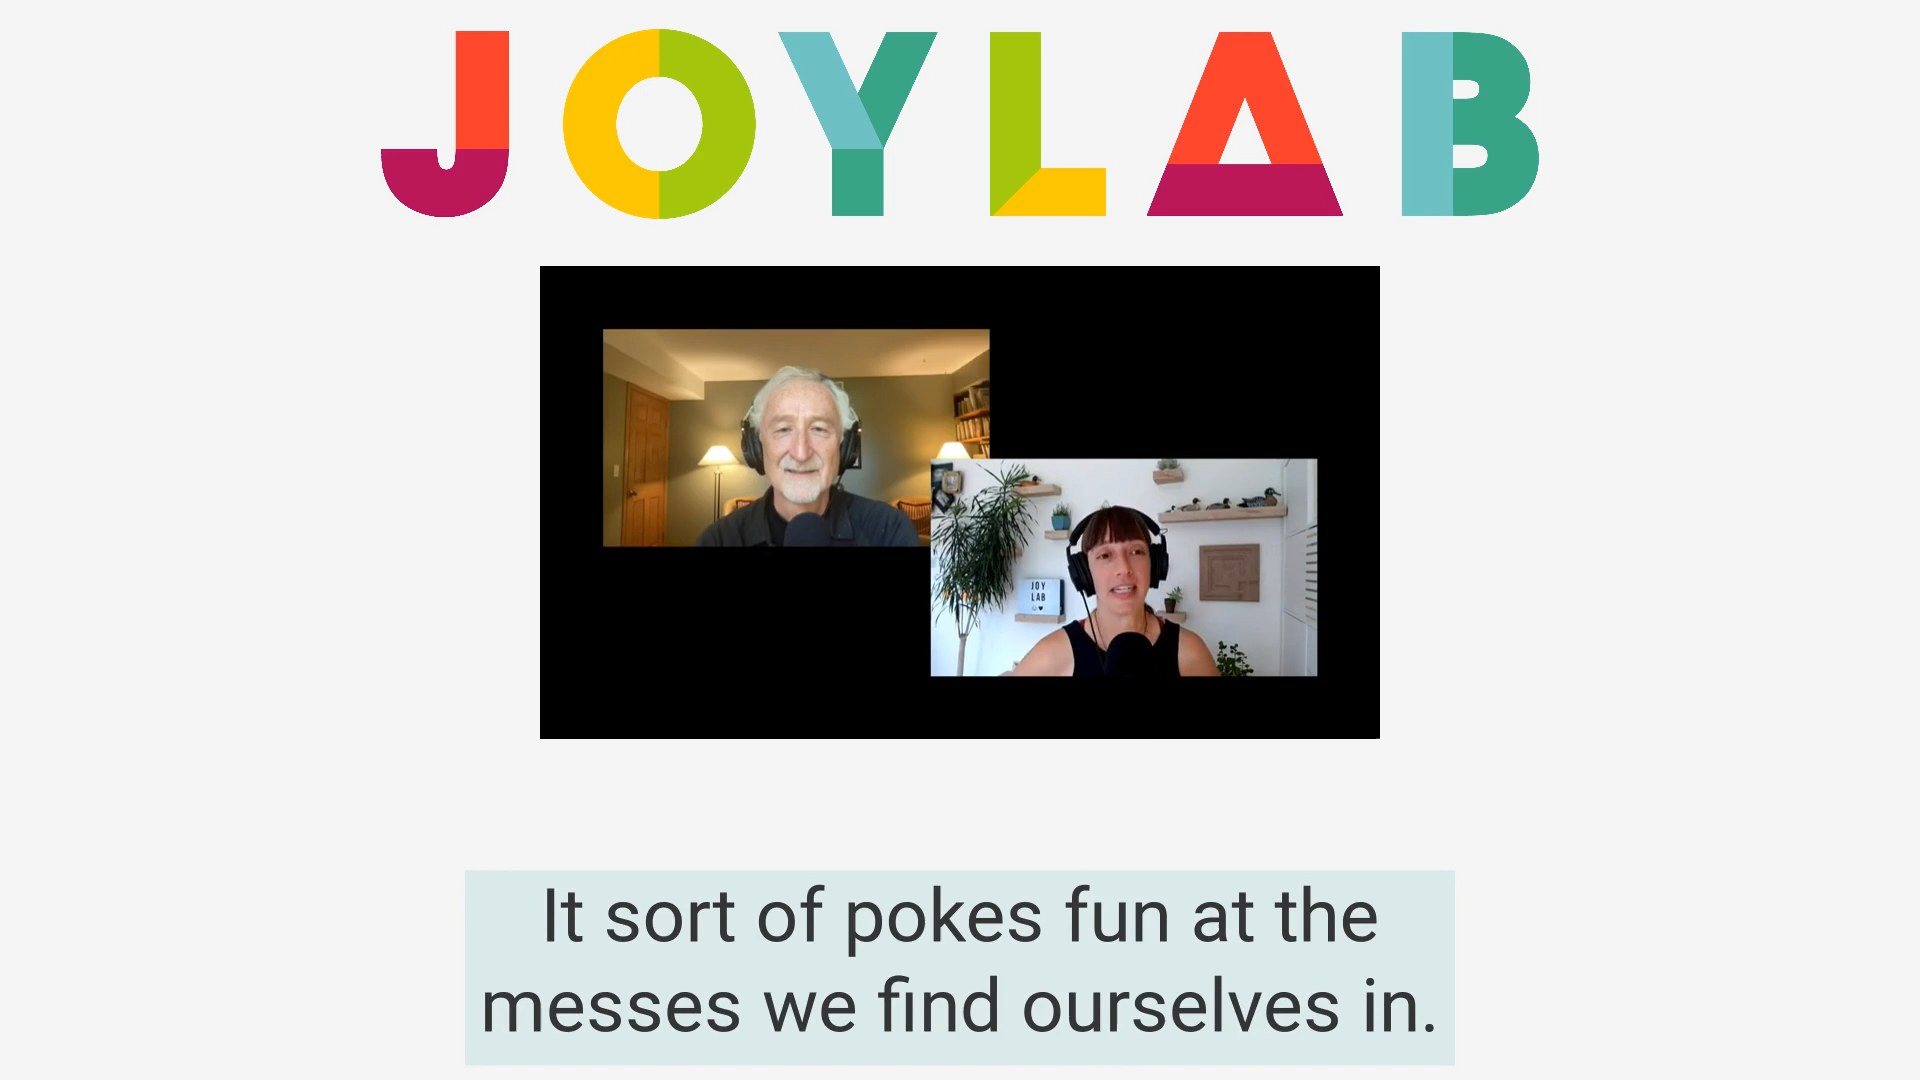 JOYLAB
JOY
LAB
It sort of pokes fun at the
messes we find ourselves in.